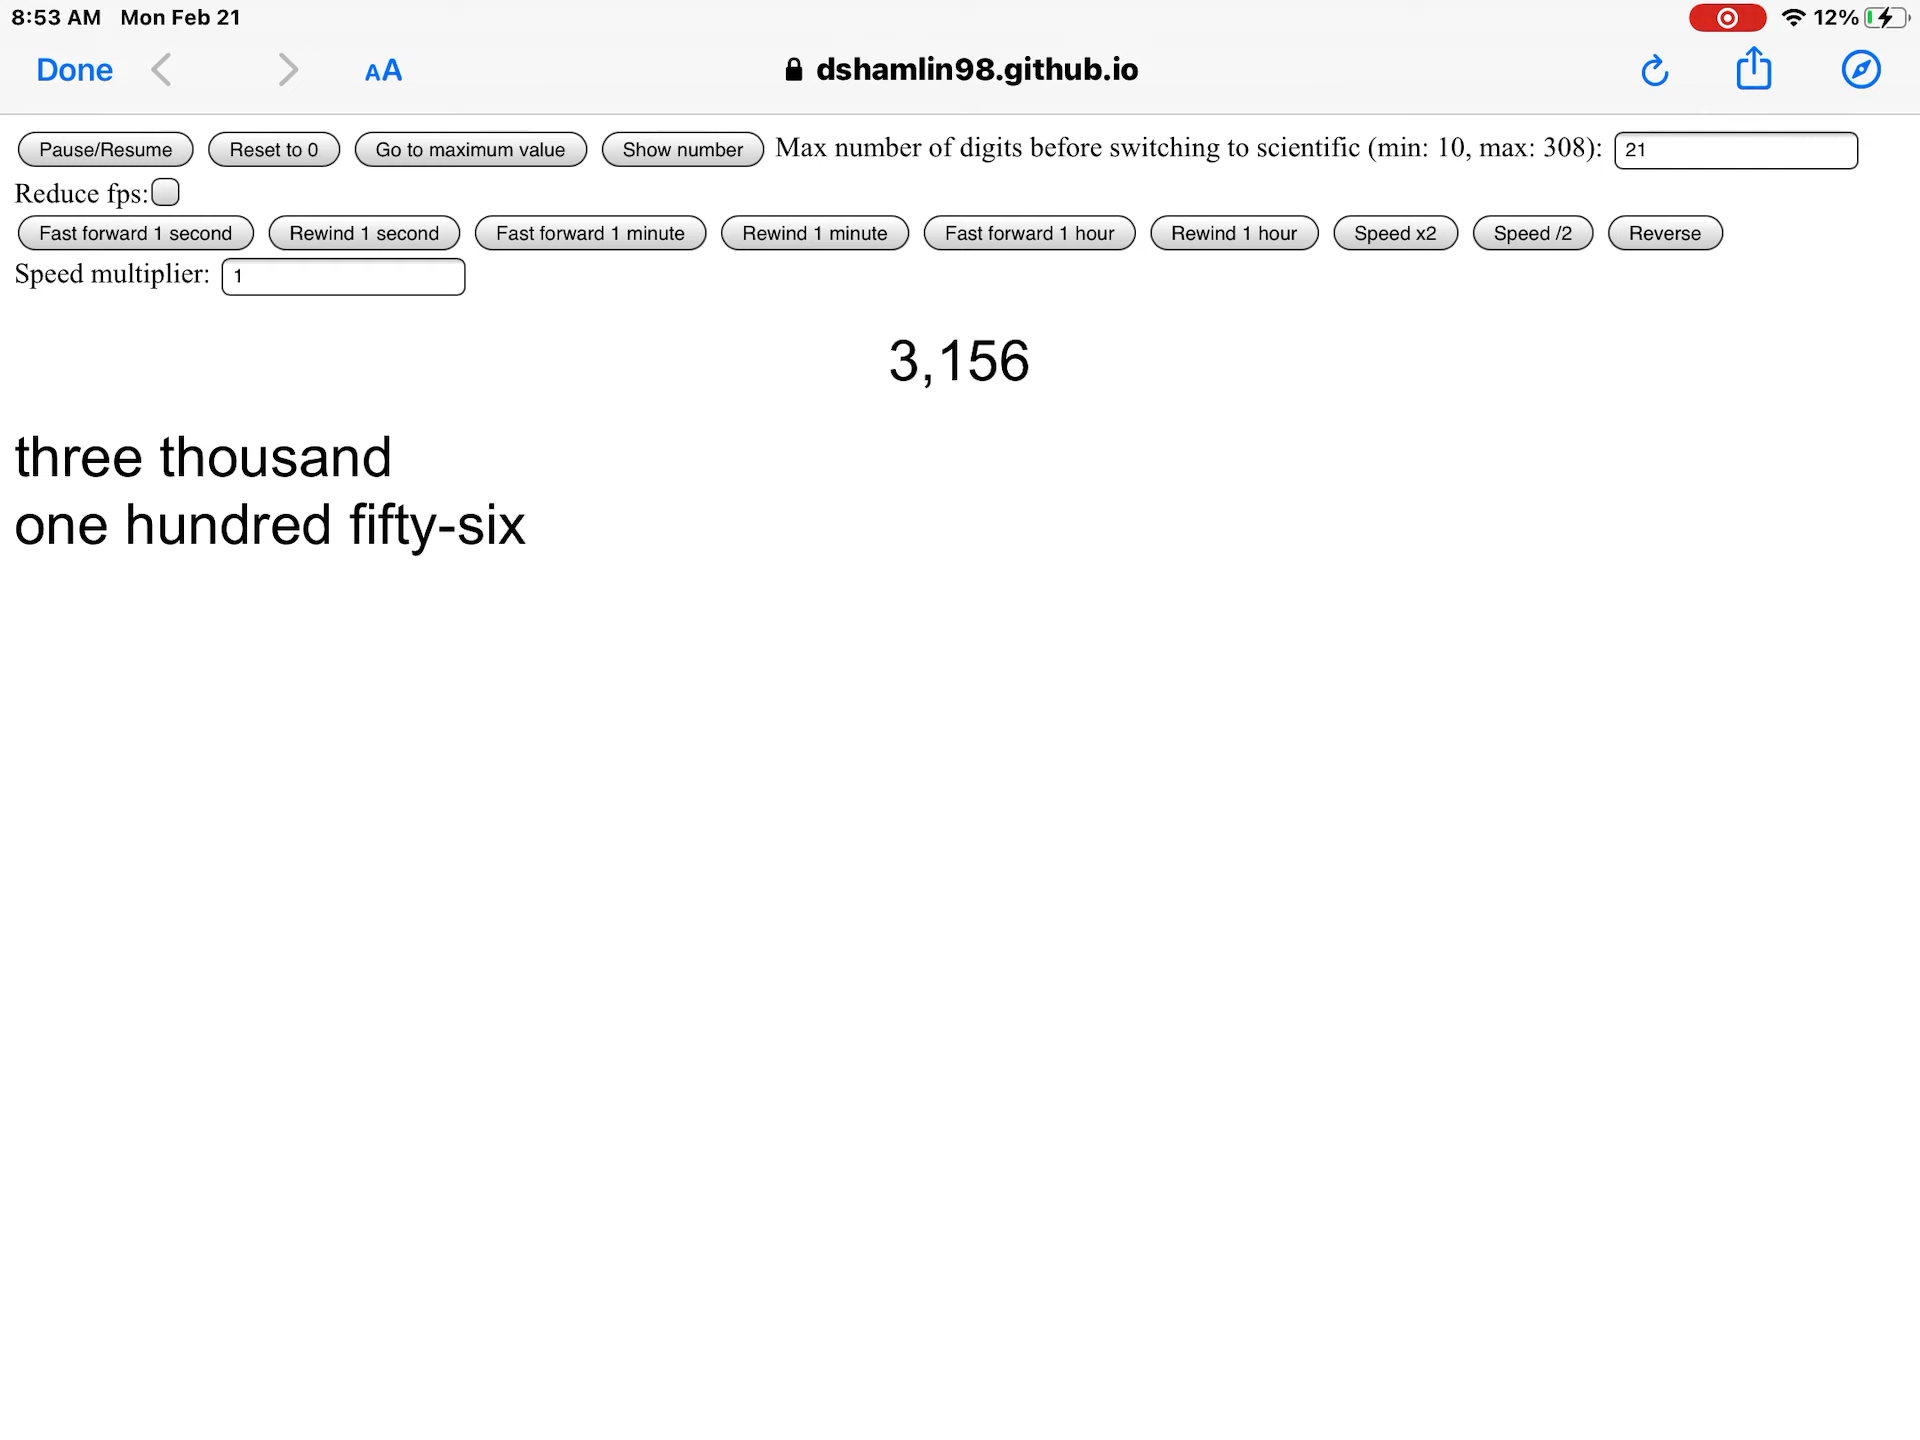 8:53 AM Mon Feb 21 12%
Done AA dshamlin98.github.io
Pause/Resume Reset to 0 Go to maximum value Show number Max number of digits before switching to scientific (min: 10, max: 308): 21
Reduce fps:
Fast forward 1 second Rewind 1 second Fast forward 1 minute Rewind 1 minute Fast forward 1 hour Rewind 1 hour Speed x2 Speed /2 Reverse
Speed multiplier: 1
3,156
three thousand
one hundred fifty-six